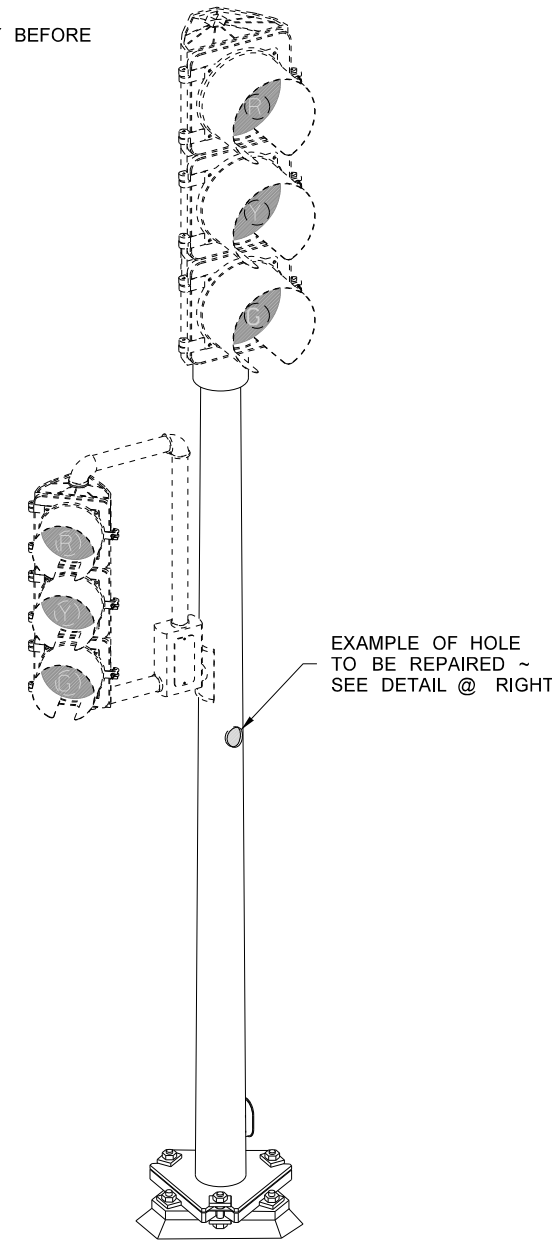 BEFORE
R
Y
G
R
Y
G
EXAMPLE OF HOLE
TO BE REPAIRED ~
SEE DETAIL @ RIGHT